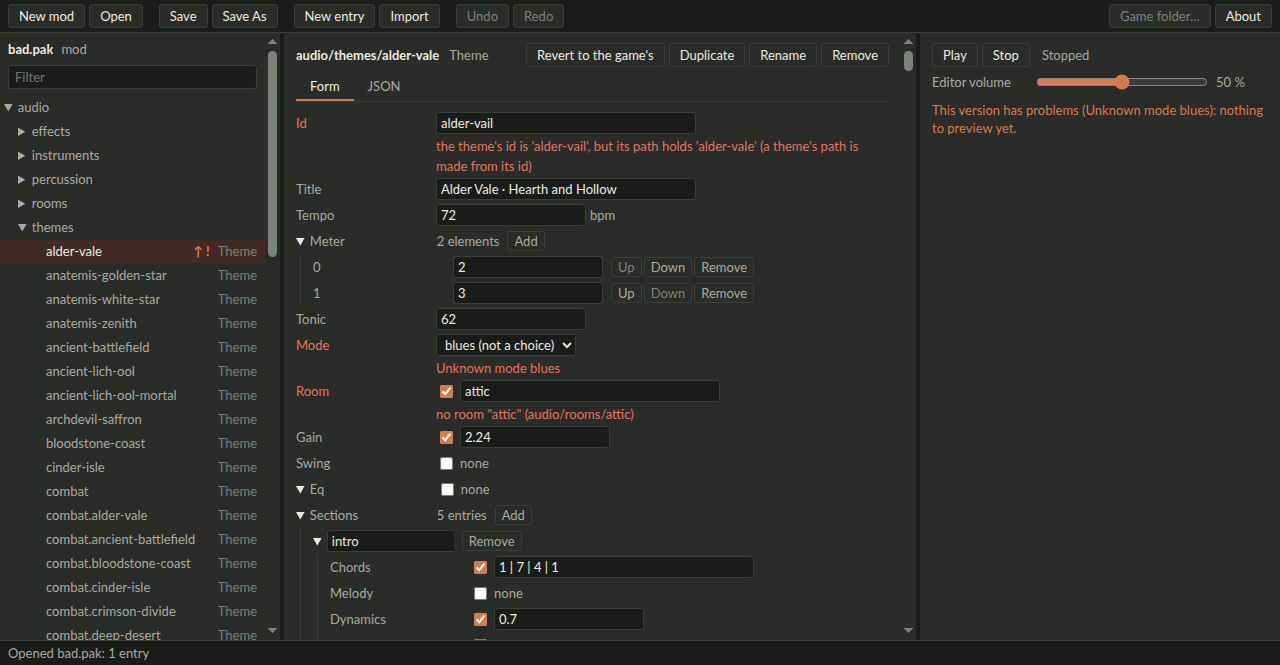 New mod Open Save Save As New entry Import Undo Redo Game folder... About
bad.pak mod
Filter
audio
effects
instruments
percussion
rooms
themes
alder-vale ↑ ! Theme
anatemis-golden-star Theme
anatemis-white-star Theme
anatemis-zenith Theme
ancient-battlefield Theme
ancient-lich-ool Theme
ancient-lich-ool-mortal Theme
archdevil-saffron Theme
bloodstone-coast Theme
cinder-isle Theme
combat Theme
combat.alder-vale Theme
combat.ancient-battlefield Theme
combat.bloodstone-coast Theme
combat.cinder-isle Theme
combat.crimson-divide Theme
combat.deep-desert Theme
audio/themes/alder-vale Theme Revert to the game's Duplicate Rename Remove
Form JSON
Id alder-vail
the theme's id is 'alder-vail', but its path holds 'alder-vale' (a theme's path is
made from its id)
Title Alder Vale · Hearth and Hollow
Tempo 72 bpm
Meter 2 elements Add
0 2 Up Down Remove
1 3 Up Down Remove
Tonic 62
Mode blues (not a choice)
Unknown mode blues
Room attic
no room "attic" (audio/rooms/attic)
Gain 2.24
Swing none
Eq none
Sections 5 entries Add
intro Remove
Chords 1 | 7 | 4 | 1
Melody none
Dynamics 0.7
Play Stop Stopped
Editor volume 50 %
This version has problems (Unknown mode blues): nothing
to preview yet.
Opened bad.pak: 1 entry